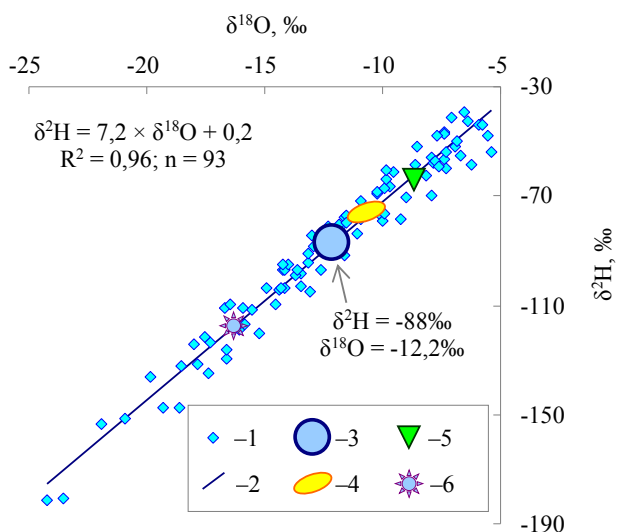 δ¹⁸O, ‰
-25 -20 -15 -10 -5
-30
δ²H = 7,2 × δ¹⁸O + 0,2
R² = 0,96; n = 93
-70
δ²H, ‰
-110
δ²H = -88‰
δ¹⁸O = -12,2‰
-150
–1 –3 –5
–2 –4 –6
-190